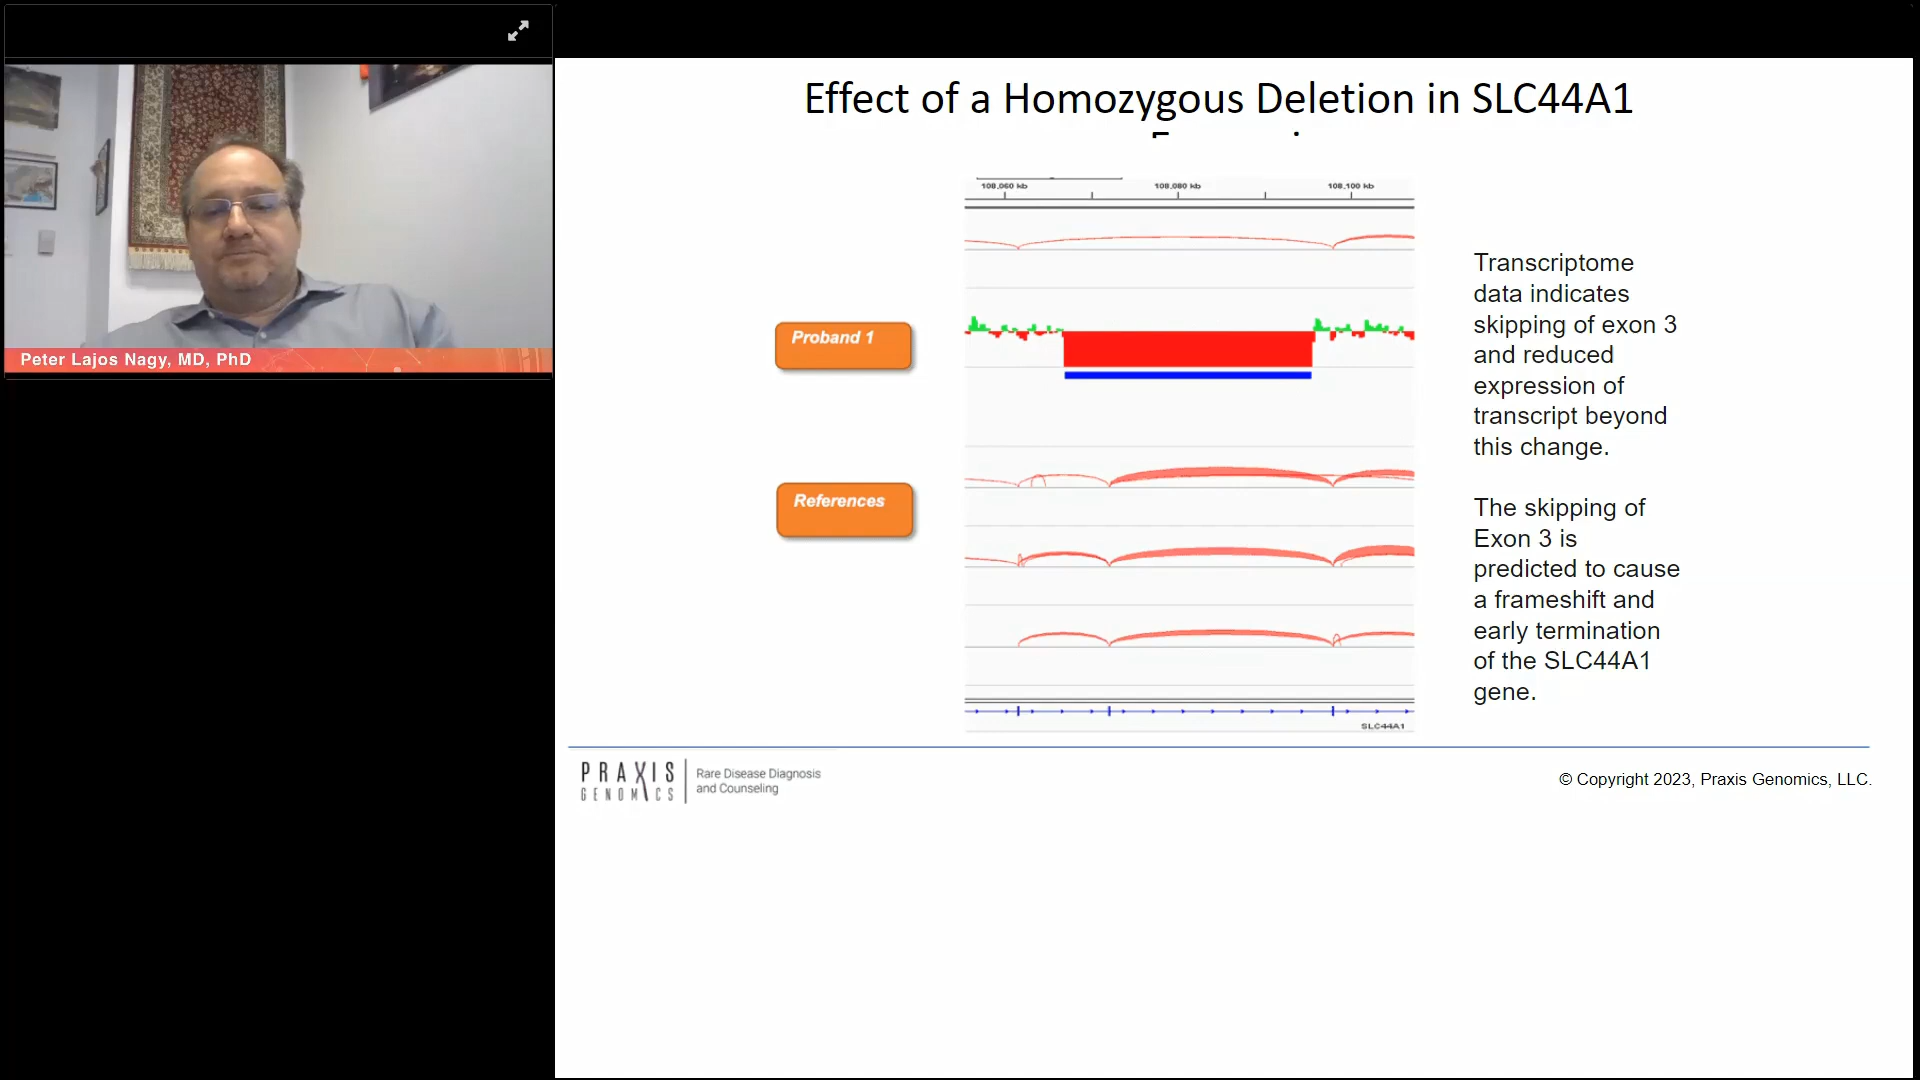 Peter Lajos Nagy, MD, PhD
Effect of a Homozygous Deletion in SLC44A1
108,060 kb
108,080 kb
108,100 kb
Proband 1
References
SLC44A1
Transcriptome
data indicates
skipping of exon 3
and reduced
expression of
transcript beyond
this change.
The skipping of
Exon 3 is
predicted to cause
a frameshift and
early termination
of the SLC44A1
gene.
PRAXIS
GENOMICS
Rare Disease Diagnosis
and Counseling
© Copyright 2023, Praxis Genomics, LLC.